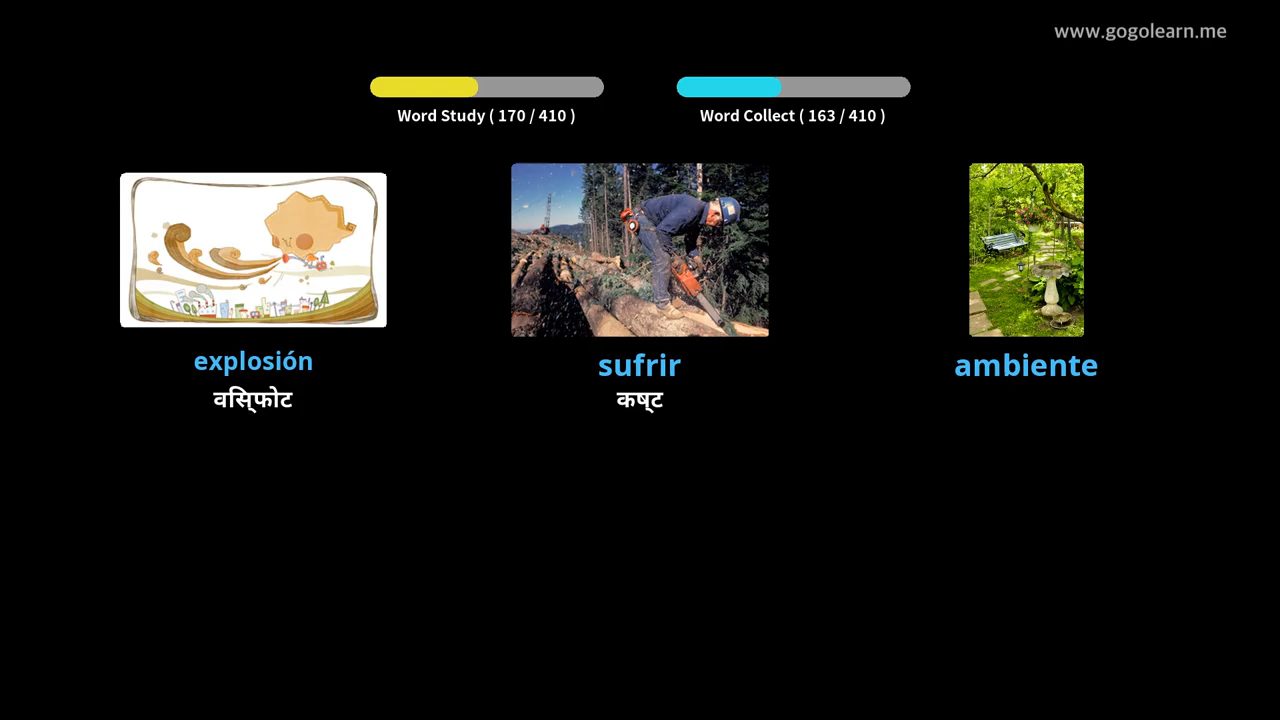 www.gogolearn.me
Word Study ( 170 / 410 )
Word Collect ( 163 / 410 )
explosión
sufrir
ambiente
विस्फोट
कष्ट